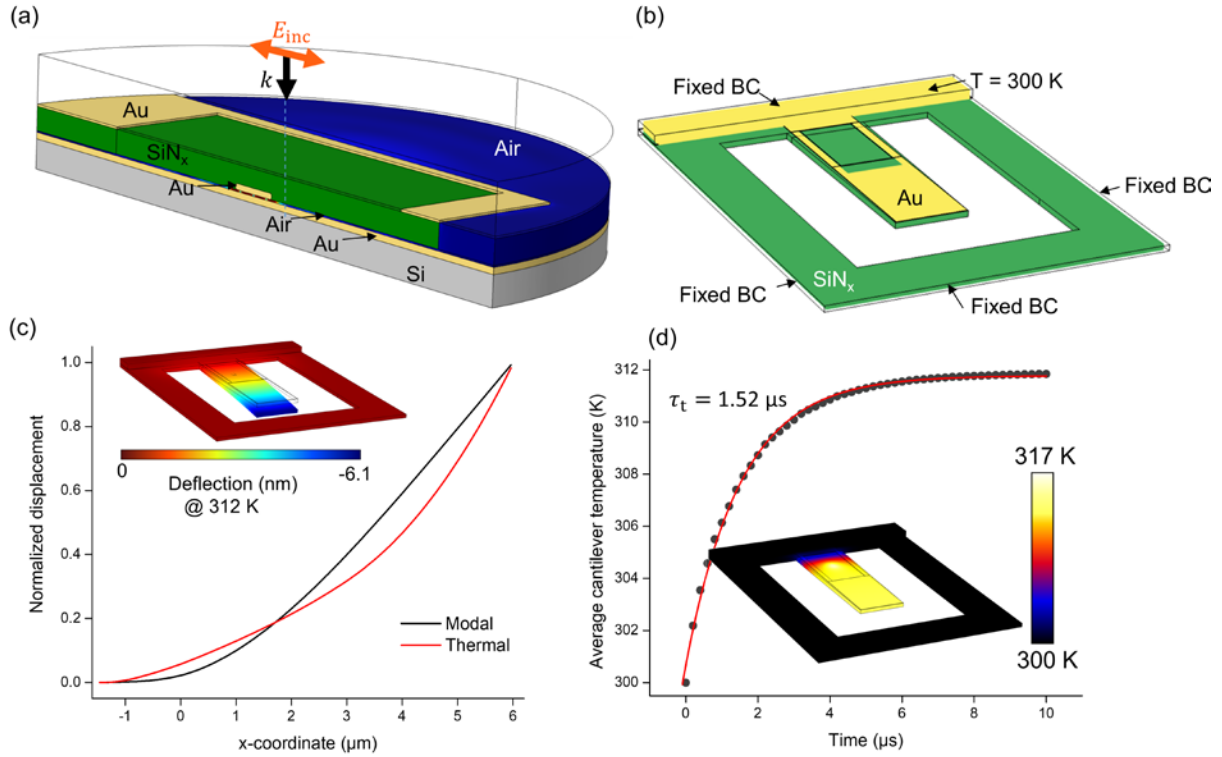 (a)
E_inc
k
Au
Air
SiNₓ
Au
Air
Au
Si
(b)
Fixed BC
T = 300 K
Au
Fixed BC
SiNₓ
Fixed BC
Fixed BC
(c)
1.0
0.8
0.6
0.4
0.2
0.0
Normalized displacement
0
-6.1
Deflection (nm)
@ 312 K
Modal
Thermal
-1
0
1
2
3
4
5
6
x-coordinate (µm)
(d)
312
310
308
306
304
302
300
Average cantilever temperature (K)
τₜ = 1.52 µs
317 K
300 K
0
2
4
6
8
10
Time (µs)